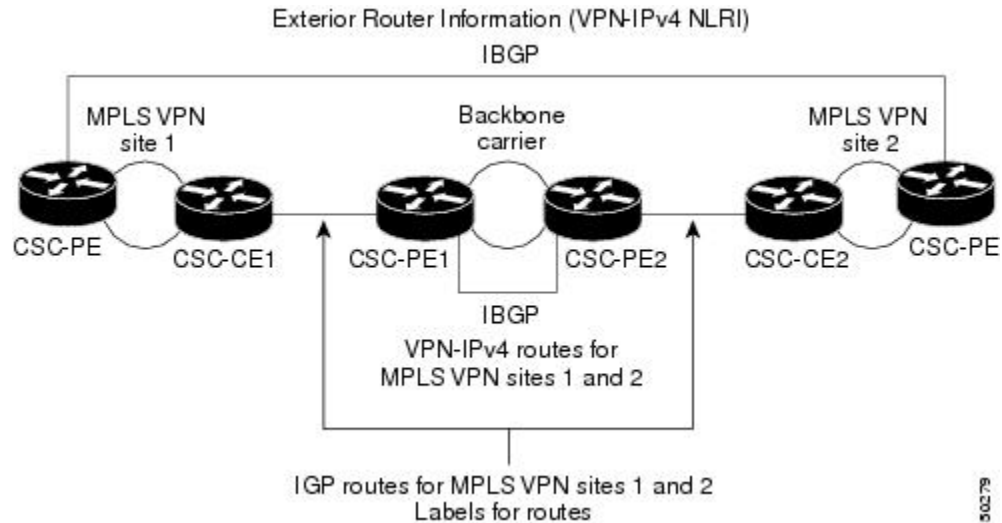 Exterior Router Information (VPN-IPv4 NLRI)
IBGP
MPLS VPN
site 1
Backbone
carrier
MPLS VPN
site 2
CSC-PE
CSC-CE1
CSC-PE1
CSC-PE2
CSC-CE2
CSC-PE
IBGP
VPN-IPv4 routes for
MPLS VPN sites 1 and 2
IGP routes for MPLS VPN sites 1 and 2
Labels for routes
50279